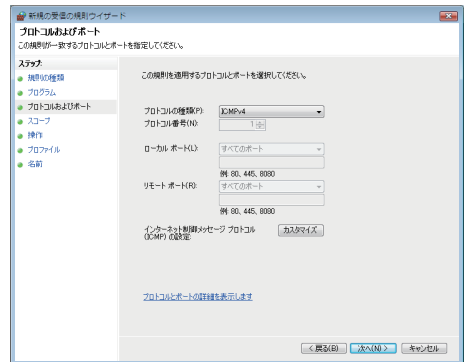 新規の受信の規則ウィザード
プロトコルおよびポート
この規則が一致するプロトコルとポートを指定してください。
ステップ:
規則の種類
プログラム
プロトコルおよびポート
スコープ
操作
プロファイル
名前
この規則を適用するプロトコルとポートを選択してください。
プロトコルの種類(P): ICMPv4
プロトコル番号(N): 1
ローカル ポート(L): すべてのポート
例: 80、445、8080
リモート ポート(R): すべてのポート
例: 80、445、8080
インターネット制御メッセージ プロトコル カスタマイズ
(ICMP) の設定:
プロトコルとポートの詳細を表示します
< 戻る(B) 次へ(N) > キャンセル